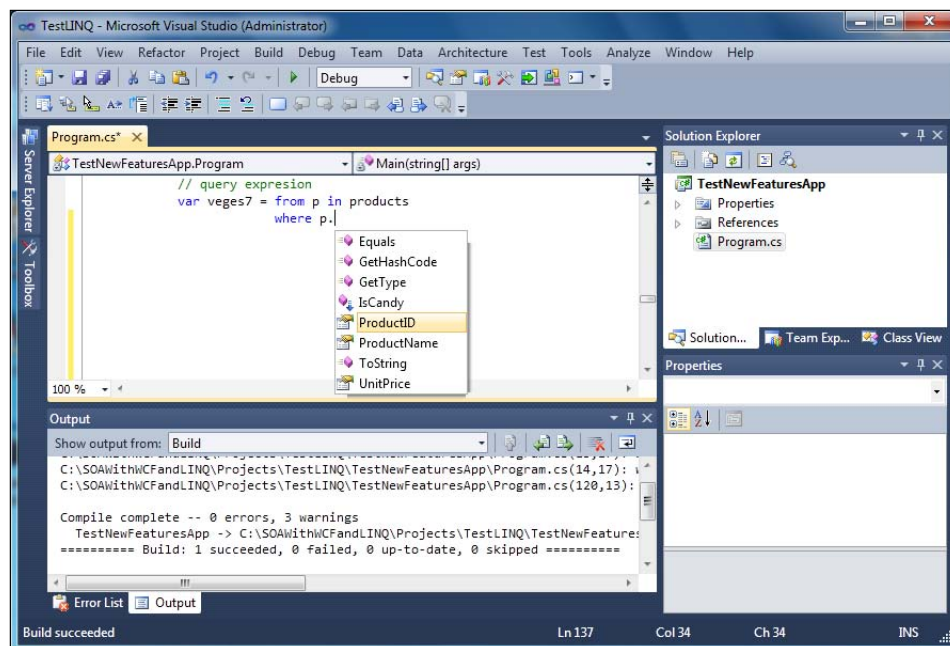 TestLINQ - Microsoft Visual Studio (Administrator)
File Edit View Refactor Project Build Debug Team Data Architecture Test Tools Analyze Window Help
Debug
Server Explorer
Toolbox
Program.cs*
TestNewFeaturesApp.Program
Main(string[] args)
// query expresion
var veges7 = from p in products
where p.
Equals
GetHashCode
GetType
IsCandy
ProductID
ProductName
ToString
UnitPrice
100 %
Solution Explorer
TestNewFeaturesApp
Properties
References
Program.cs
Solution... Team Exp... Class View
Properties
Output
Show output from: Build
C:\SOAWithWCFandLINQ\Projects\TestLINQ\TestNewFeaturesApp\Program.cs(14,17):
C:\SOAWithWCFandLINQ\Projects\TestLINQ\TestNewFeaturesApp\Program.cs(120,13):
Compile complete -- 0 errors, 3 warnings
TestNewFeaturesApp -> C:\SOAWithWCFandLINQ\Projects\TestLINQ\TestNewFeatures
========== Build: 1 succeeded, 0 failed, 0 up-to-date, 0 skipped ==========
Error List Output
Build succeeded Ln 137 Col 34 Ch 34 INS